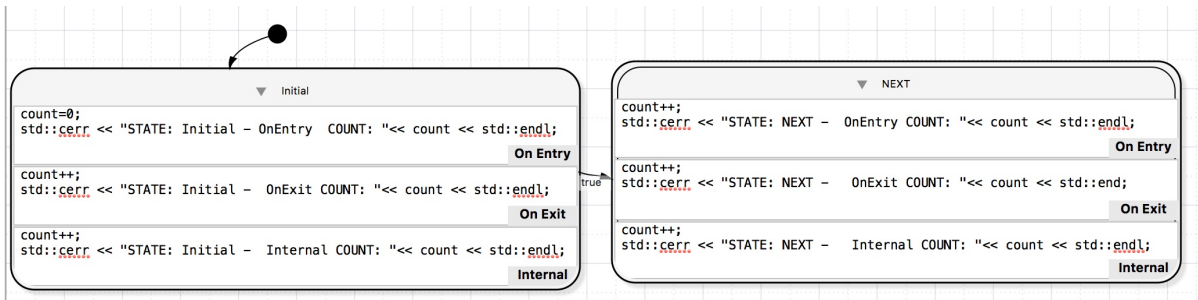 Initial
count=0;
std::cerr << "STATE: Initial – OnEntry  COUNT: "<< count << std::endl;
On Entry
count++;
std::cerr << "STATE: Initial –  OnExit COUNT: "<< count << std::endl;
On Exit
count++;
std::cerr << "STATE: Initial –  Internal COUNT: "<< count << std::endl;
Internal
true
NEXT
count++;
std::cerr << "STATE: NEXT –  OnEntry COUNT: "<< count << std::endl;
On Entry
count++;
std::cerr << "STATE: NEXT –   OnExit COUNT: "<< count << std::end;
On Exit
count++;
std::cerr << "STATE: NEXT –   Internal COUNT: "<< count << std::endl;
Internal